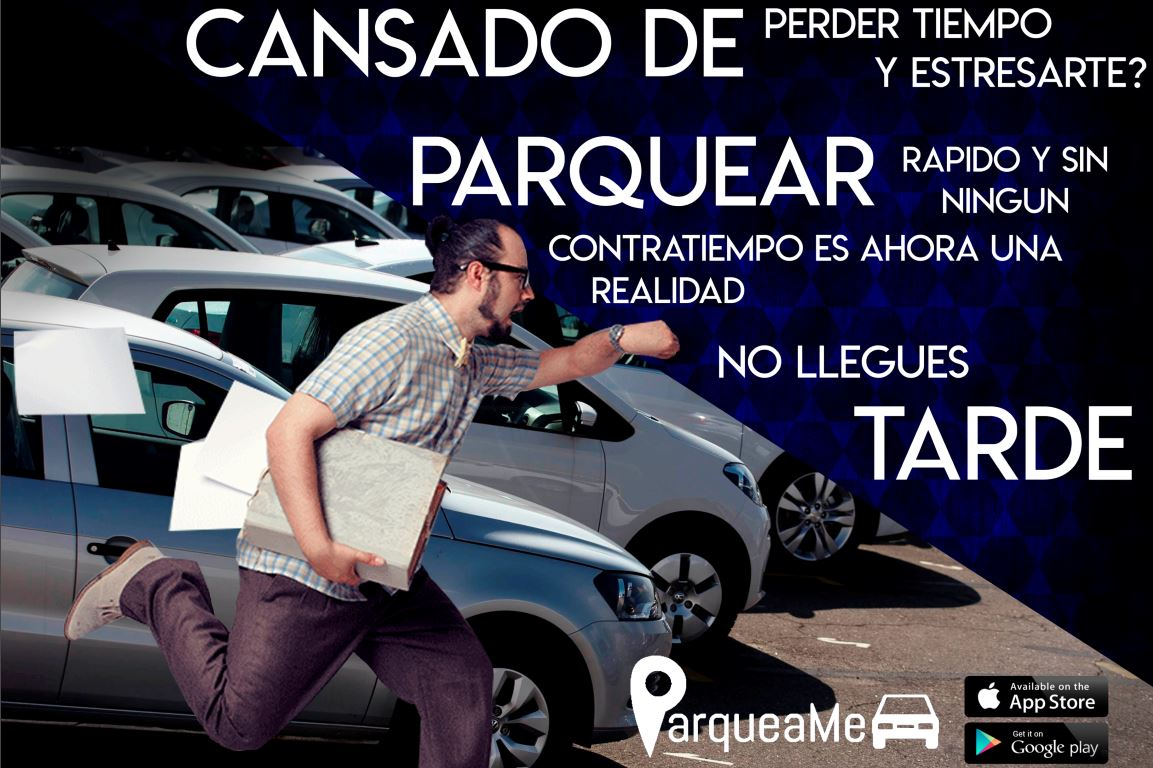 CANSADO DE PERDER TIEMPO
Y ESTRESARTE?
PARQUEAR RAPIDO Y SIN
NINGUN
CONTRATIEMPO ES AHORA UNA
REALIDAD
NO LLEGUES
TARDE
ParqueaMe
Available on the
App Store
Get it on
Google play